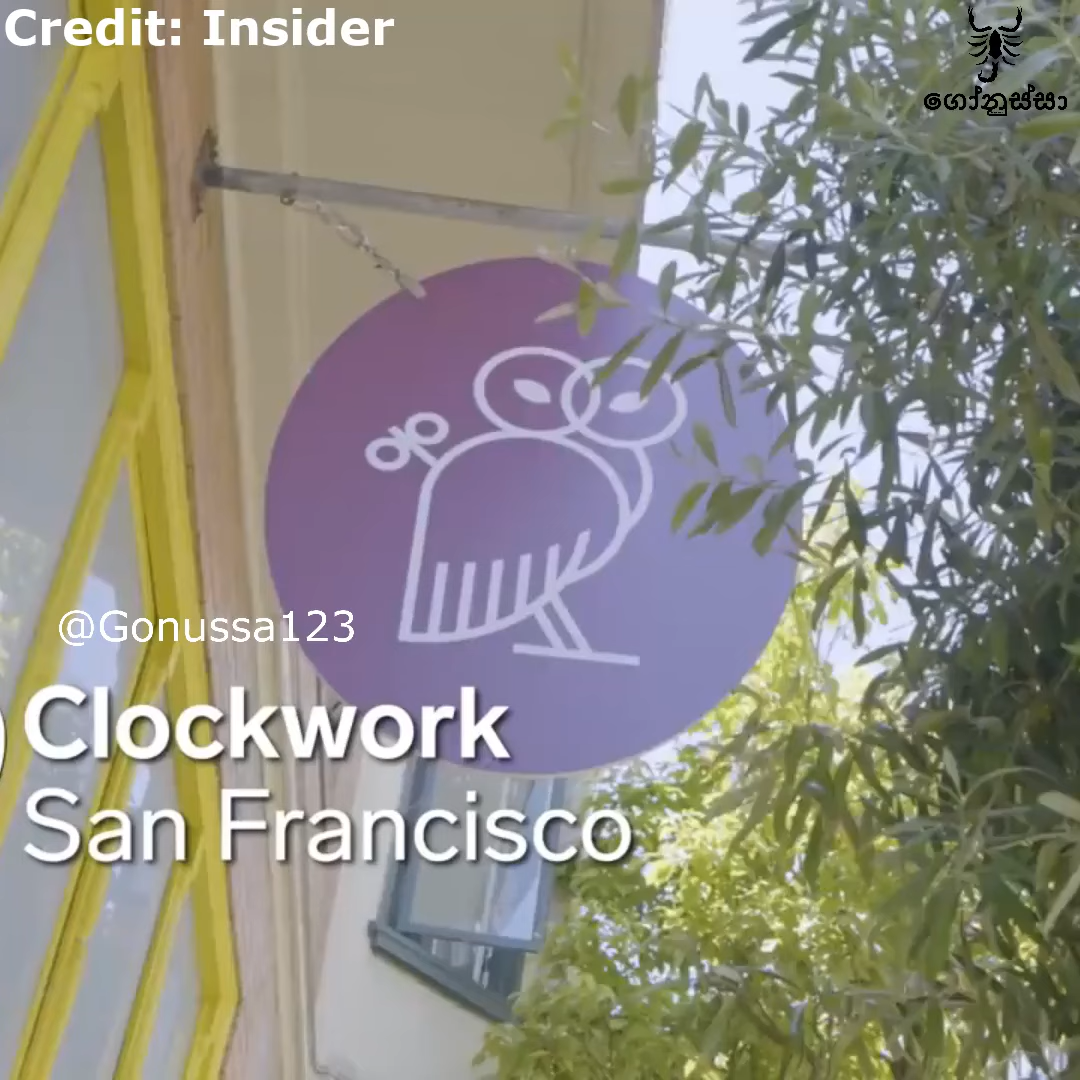 Credit: Insider
ගෝනුස්සා
@Gonussa123
Clockwork
San Francisco